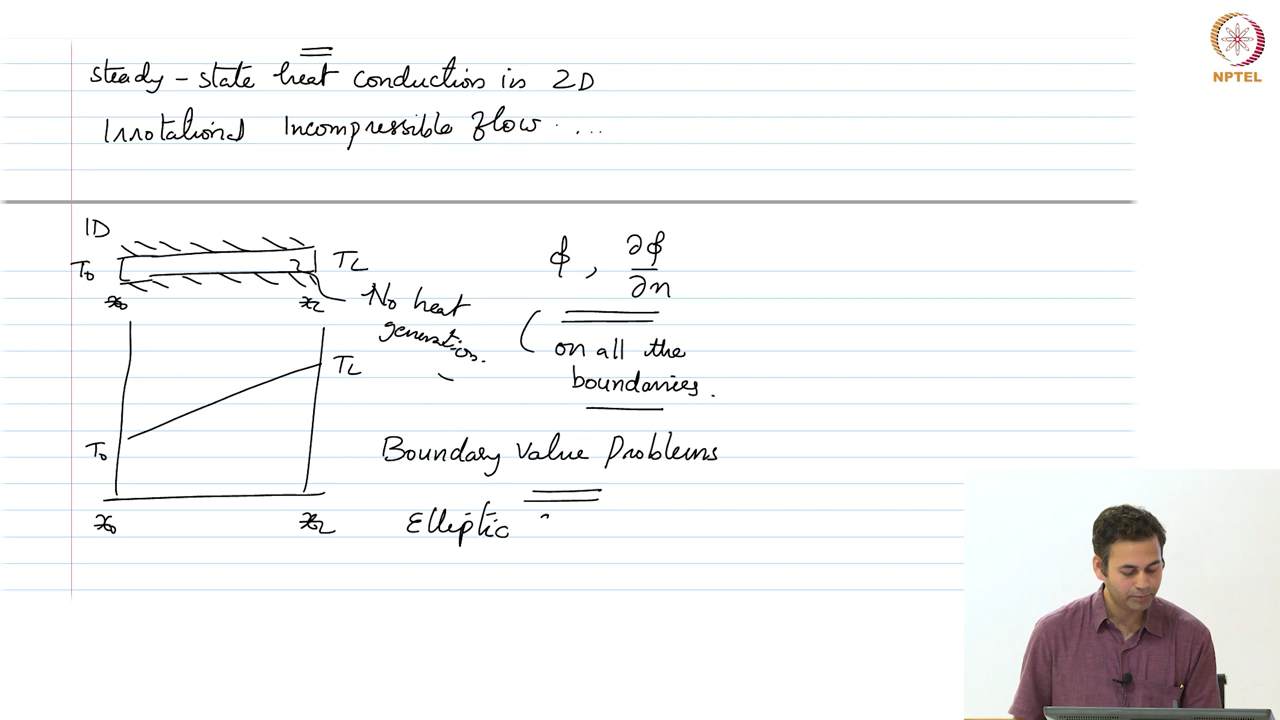 steady-state heat conduction in 2D
Irrotational Incompressible flow ...
NPTEL
1D
T0
TL
x0
xL
No heat
generation.
φ, ∂φ/∂n
on all the
boundaries.
TL
T0
x0
xL
Boundary Value Problems
Elliptic